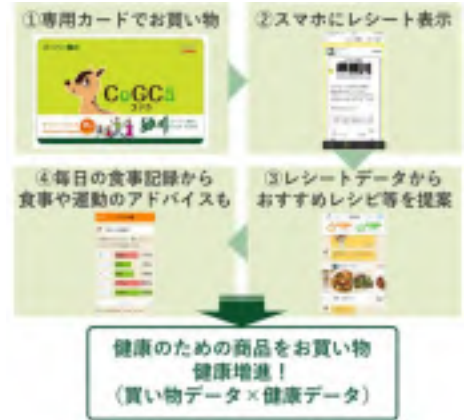 ①専用カードでお買い物
②スマホにレシート表示
CoGCa
コジカ
④毎日の食事記録から
食事や運動のアドバイスも
③レシートデータから
おすすめレシピ等を提案
健康のための商品をお買い物
健康増進！
（買い物データ×健康データ）